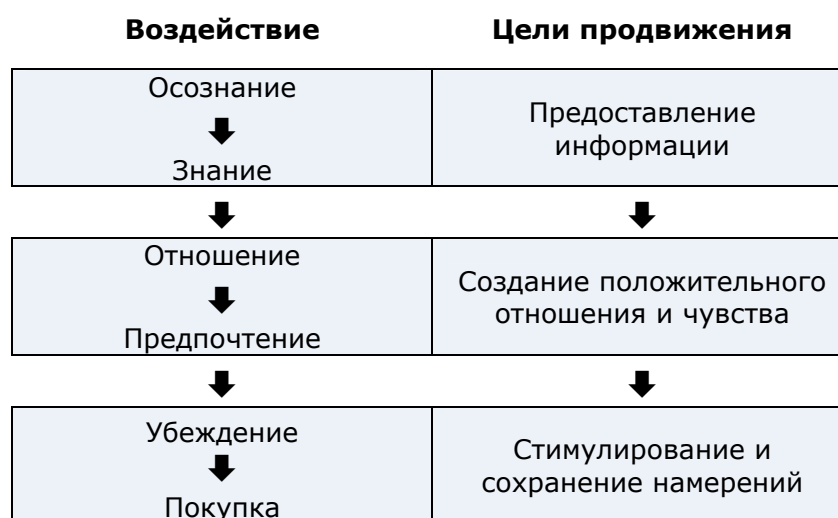 Воздействие Цели продвижения
Осознание
Знание
Предоставление
информации
Отношение
Предпочтение
Создание положительного
отношения и чувства
Убеждение
Покупка
Стимулирование и
сохранение намерений